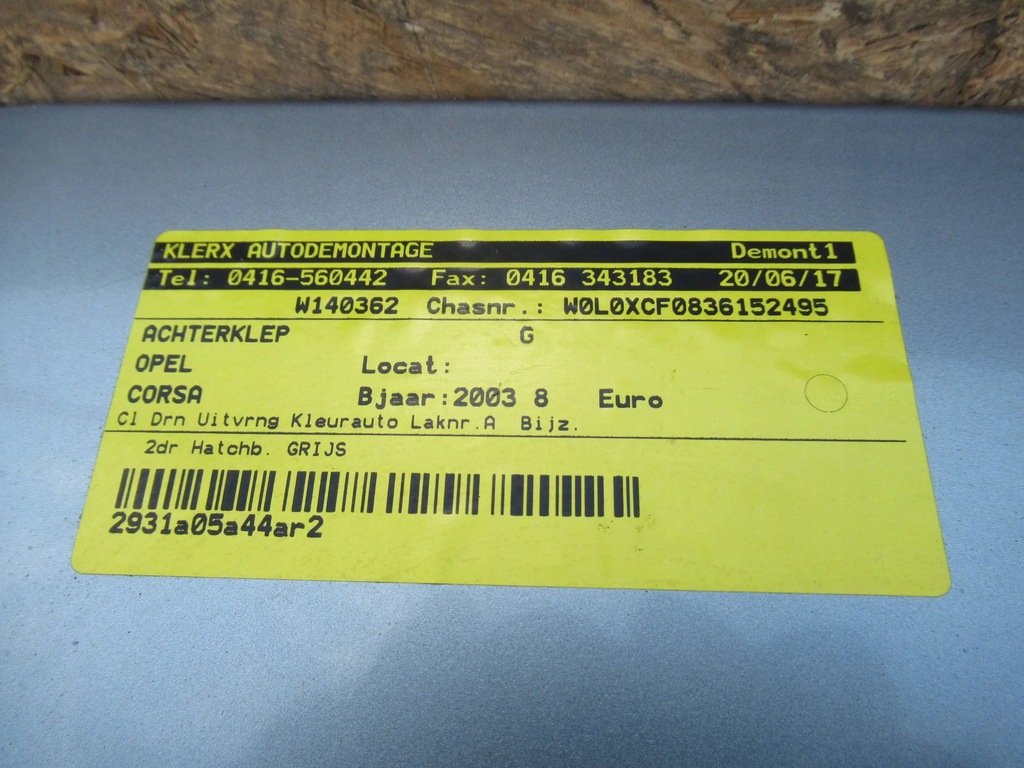 KLERX AUTODEMONTAGE Demont1
Tel: 0416-560442 Fax: 0416 343183 20/06/17
W140362 Chasnr.: W0L0XCF0836152495
ACHTERKLEP G
OPEL Locat:
CORSA Bjaar:2003 8 Euro
Cl Drn Uitvrng Kleurauto Laknr.A Bijz.
2dr Hatchb. GRIJS
2931a05a44ar2